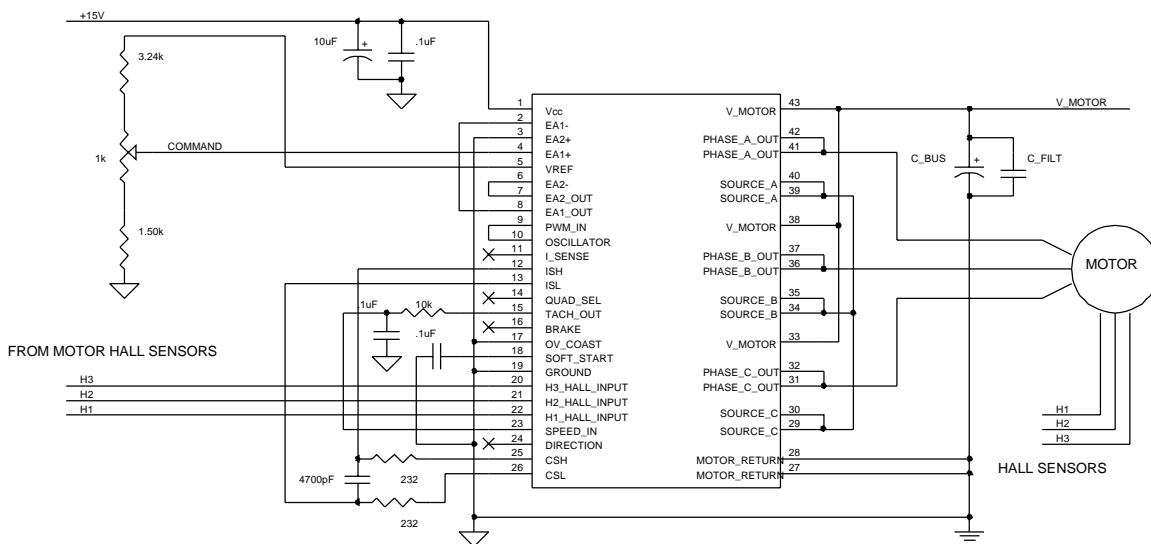 +15V
3.24k
10uF
+
.1uF
1k
COMMAND
1.50k
1 Vcc
2 EA1-
3 EA2+
4 EA1+
5 VREF
6 EA2-
7 EA2_OUT
8 EA1_OUT
9 PWM_IN
10 OSCILLATOR
11 I_SENSE
12 ISH
13 ISL
14 QUAD_SEL
15 TACH_OUT
16 BRAKE
17 OV_COAST
18 SOFT_START
19 GROUND
20 H3_HALL_INPUT
21 H2_HALL_INPUT
22 H1_HALL_INPUT
23 SPEED_IN
24 DIRECTION
25 CSH
26 CSL
V_MOTOR 43
PHASE_A_OUT 42
PHASE_A_OUT 41
SOURCE_A 40
SOURCE_A 39
V_MOTOR 38
PHASE_B_OUT 37
PHASE_B_OUT 36
SOURCE_B 35
SOURCE_B 34
V_MOTOR 33
PHASE_C_OUT 32
PHASE_C_OUT 31
SOURCE_C 30
SOURCE_C 29
MOTOR_RETURN 28
MOTOR_RETURN 27
.1uF
10k
.1uF
FROM MOTOR HALL SENSORS
H3
H2
H1
4700pF
232
232
V_MOTOR
C_BUS
+
C_FILT
MOTOR
H1
H2
H3
HALL SENSORS